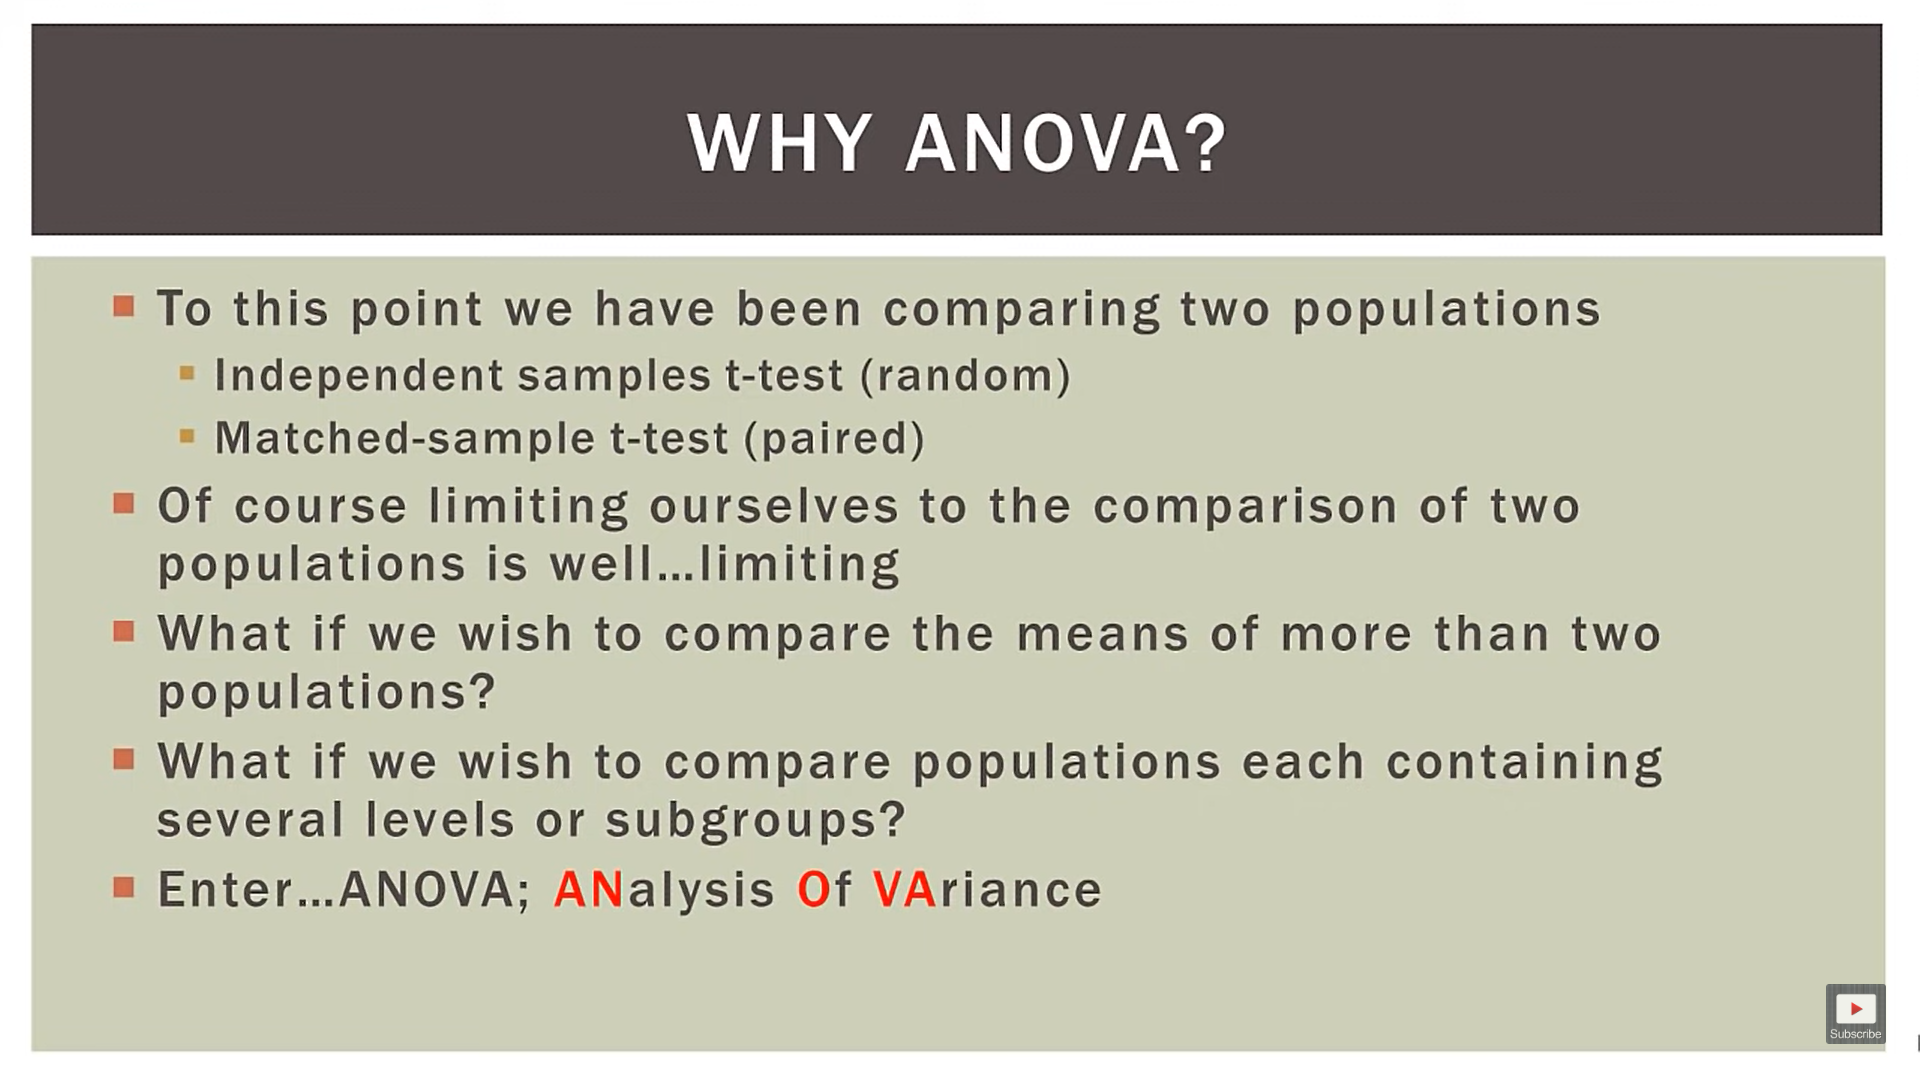 WHY ANOVA?
To this point we have been comparing two populations
Independent samples t-test (random)
Matched-sample t-test (paired)
Of course limiting ourselves to the comparison of two
populations is well…limiting
What if we wish to compare the means of more than two
populations?
What if we wish to compare populations each containing
several levels or subgroups?
Enter…ANOVA; ANalysis Of VAriance
Subscribe